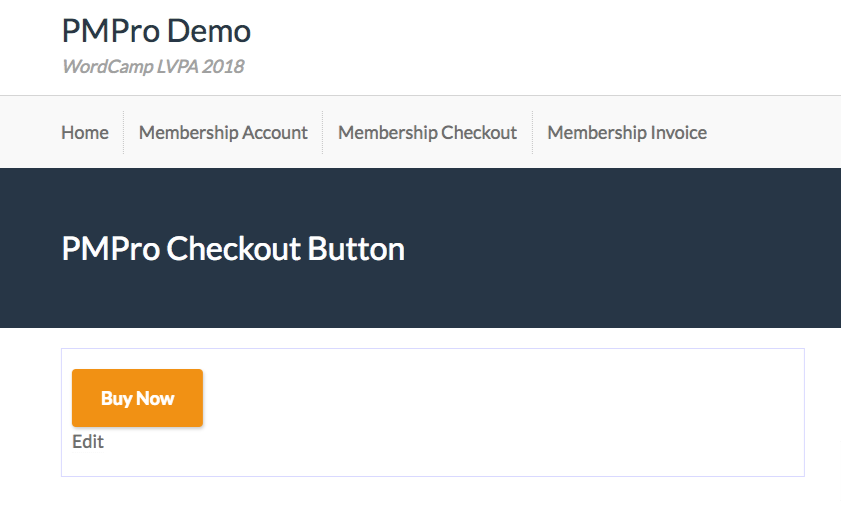 PMPro Demo
WordCamp LVPA 2018
Home Membership Account Membership Checkout Membership Invoice
PMPro Checkout Button
Buy Now
Edit